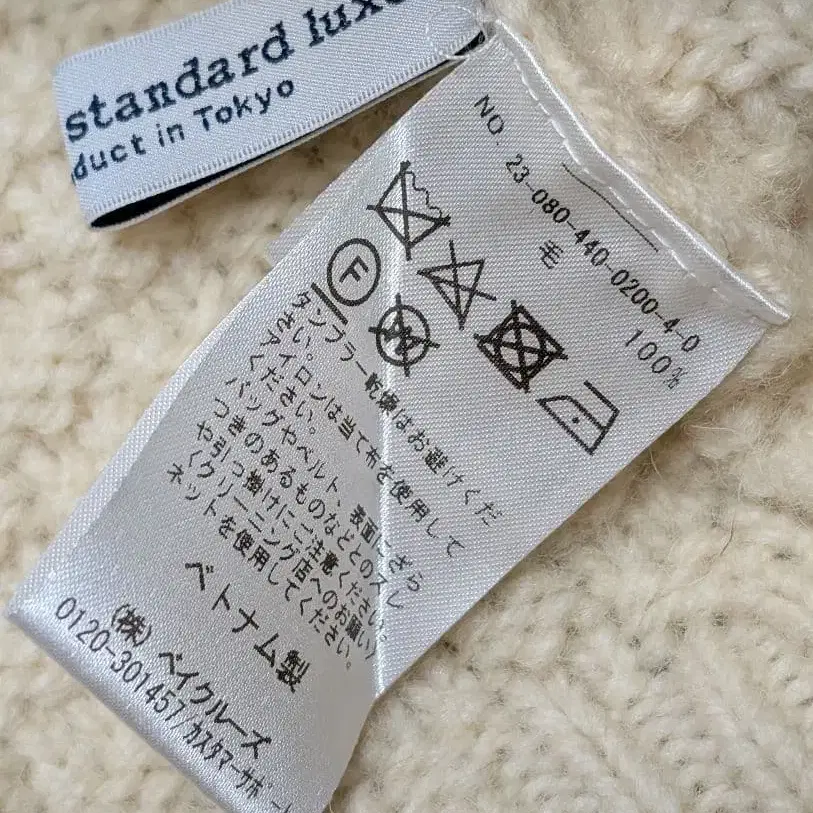 standard luxe
duct in Tokyo
NO. 23-080-440-0200-4-0
毛 100%
F
W
タンブラー乾燥はお避けくだ
さい。
アイロンは当て布を使用して
ください。
バッグやベルト、表面にざら
つきのあるものなどとのスレ
や引っ掛けにご注意ください。
(クリーニング店へのお願い)
ネットを使用してください。
ベトナム製
(株)ベイクルーズ
0120-301457/カスタマーサポート